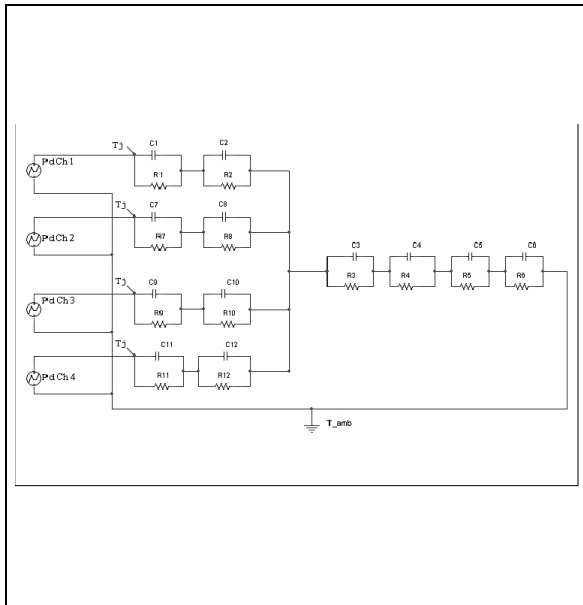 Tj C1 C2
PdCh1
R1 R2
Tj C7 C8
PdCh2
R7 R8
C3 C4 C5 C6
R3 R4 R5 R6
Tj C9 C10
PdCh3
R9 R10
Tj C11 C12
PdCh4
R11 R12
T_amb